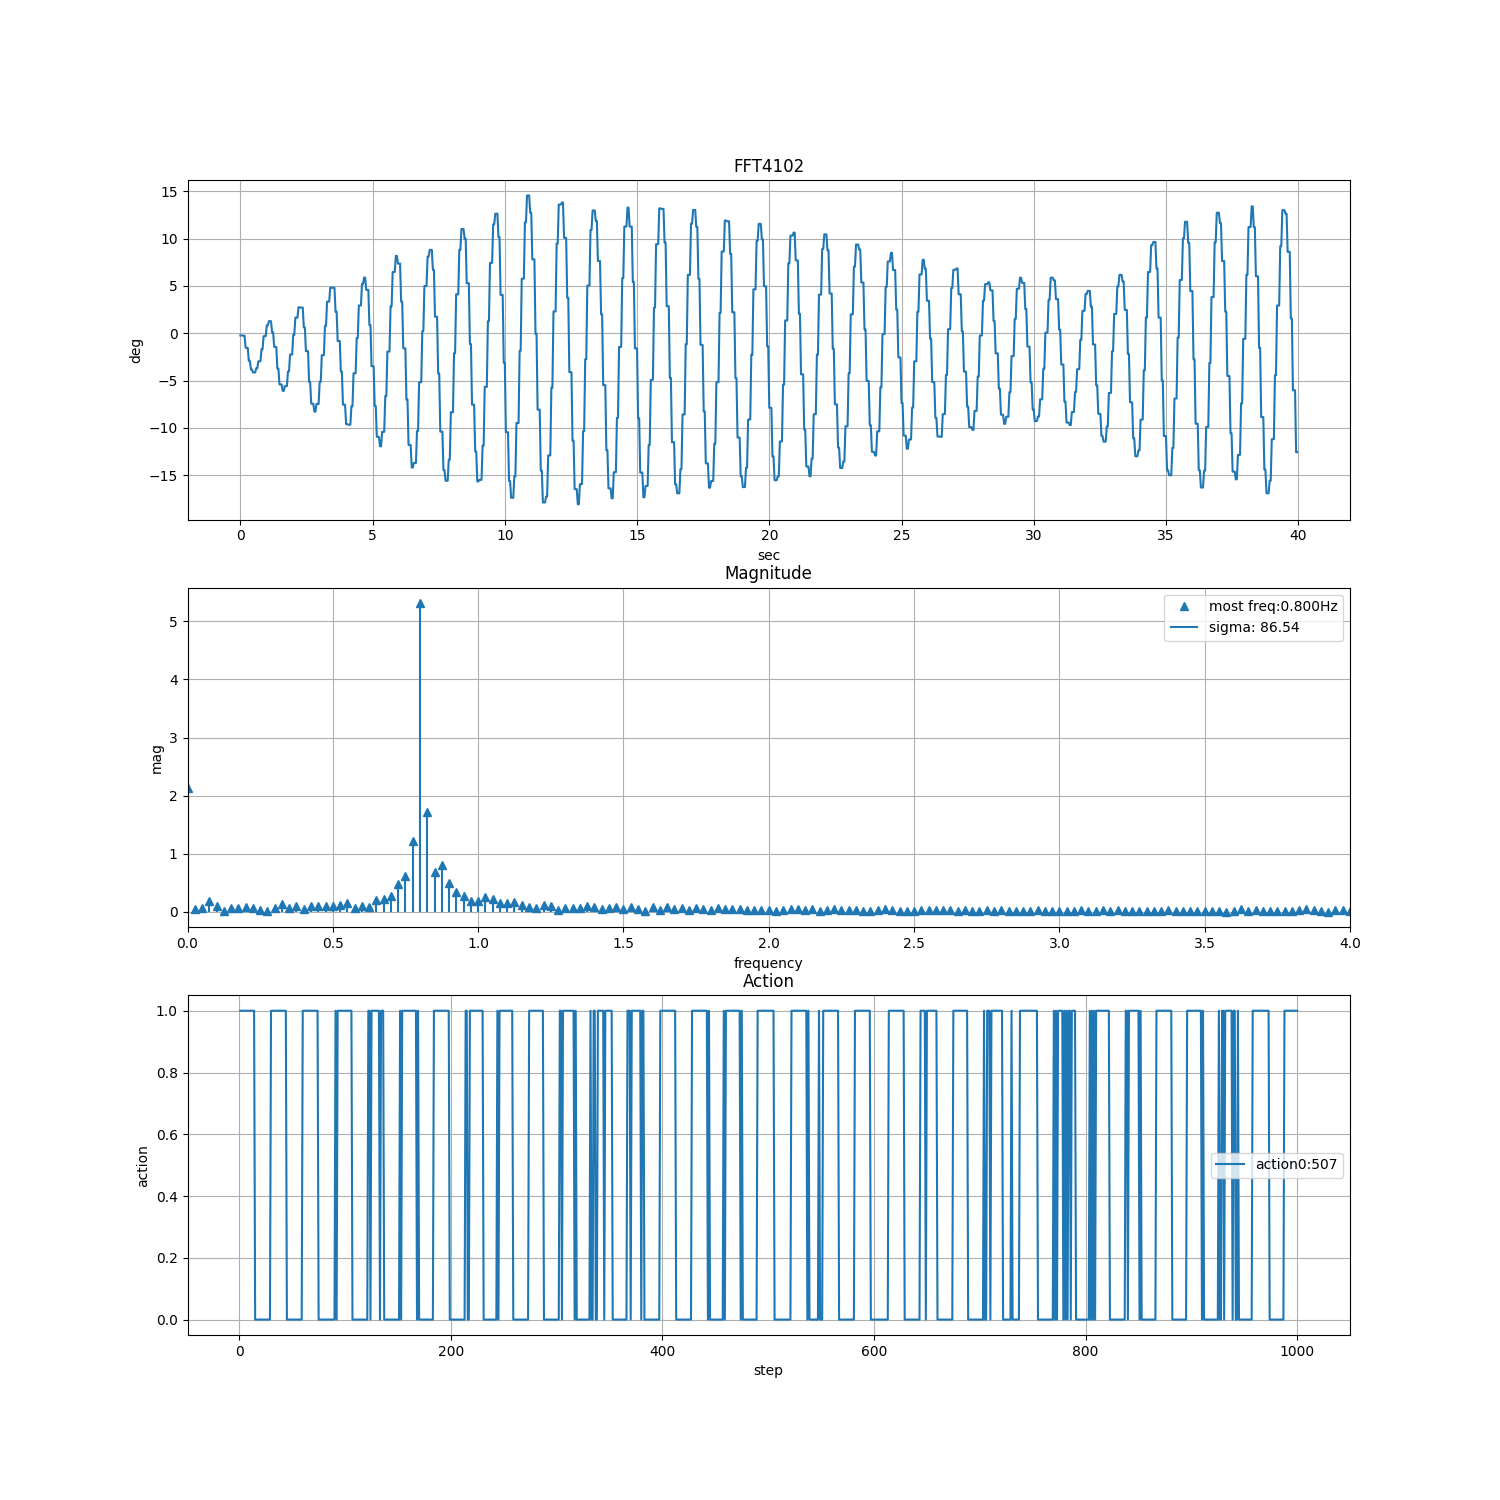 FFT4102
15
10
5
0
−5
−10
−15
deg
0 5 10 15 20 25 30 35 40
sec
Magnitude
most freq:0.800Hz
sigma: 86.54
5
4
3
2
1
0
mag
0.0 0.5 1.0 1.5 2.0 2.5 3.0 3.5 4.0
frequency
Action
1.0
0.8
0.6
0.4
0.2
0.0
action
action0:507
0 200 400 600 800 1000
step